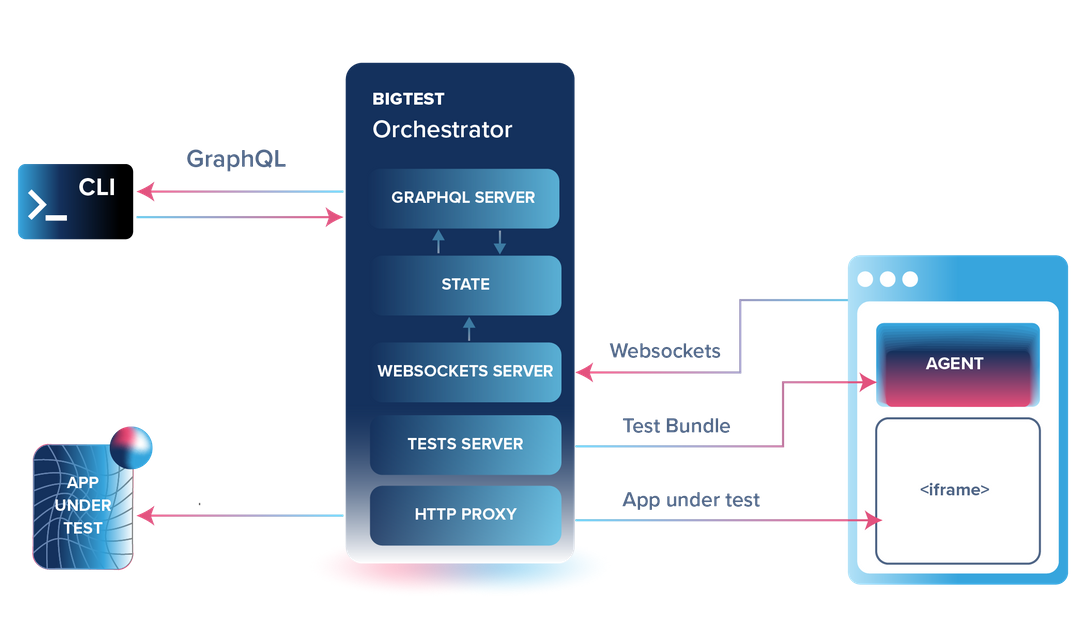 BIGTEST
Orchestrator
GraphQL
CLI
GRAPHQL SERVER
STATE
WEBSOCKETS SERVER
TESTS SERVER
HTTP PROXY
Websockets
Test Bundle
App under test
AGENT
<iframe>
APP
UNDER
TEST